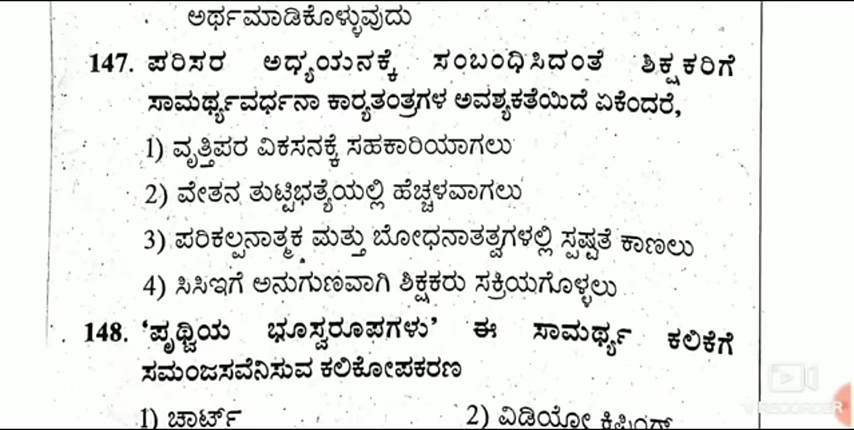 ಅರ್ಥಮಾಡಿಕೊಳ್ಳುವುದು
147. ಪರಿಸರ ಅಧ್ಯಯನಕ್ಕೆ ಸಂಬಂಧಿಸಿದಂತೆ ಶಿಕ್ಷಕರಿಗೆ
ಸಾಮರ್ಥ್ಯವರ್ಧನಾ ಕಾರ‍್ಯತಂತ್ರಗಳ ಅವಶ್ಯಕತೆಯಿದೆ ಏಕೆಂದರೆ,
1) ವೃತ್ತಿಪರ ವಿಕಸನಕ್ಕೆ ಸಹಕಾರಿಯಾಗಲು
2) ವೇತನ ತುಟ್ಟಿಭತ್ಯೆಯಲ್ಲಿ ಹೆಚ್ಚಳವಾಗಲು
3) ಪರಿಕಲ್ಪನಾತ್ಮಕ ಮತ್ತು ಬೋಧನಾತತ್ವಗಳಲ್ಲಿ ಸ್ಪಷ್ಟತೆ ಕಾಣಲು
4) ಸಿಸಿಇಗೆ ಅನುಗುಣವಾಗಿ ಶಿಕ್ಷಕರು ಸಕ್ರಿಯಗೊಳ್ಳಲು
148. ‘ಪೃಥ್ವಿಯ ಭೂಸ್ವರೂಪಗಳು’ ಈ ಸಾಮರ್ಥ್ಯ ಕಲಿಕೆಗೆ
ಸಮಂಜಸವೆನಿಸುವ ಕಲಿಕೋಪಕರಣ
1) ಚಾರ್ಟ್ 2) ವಿಡಿಯೋ ಕ್ಲಿಪಿಂಗ್
RECORDER